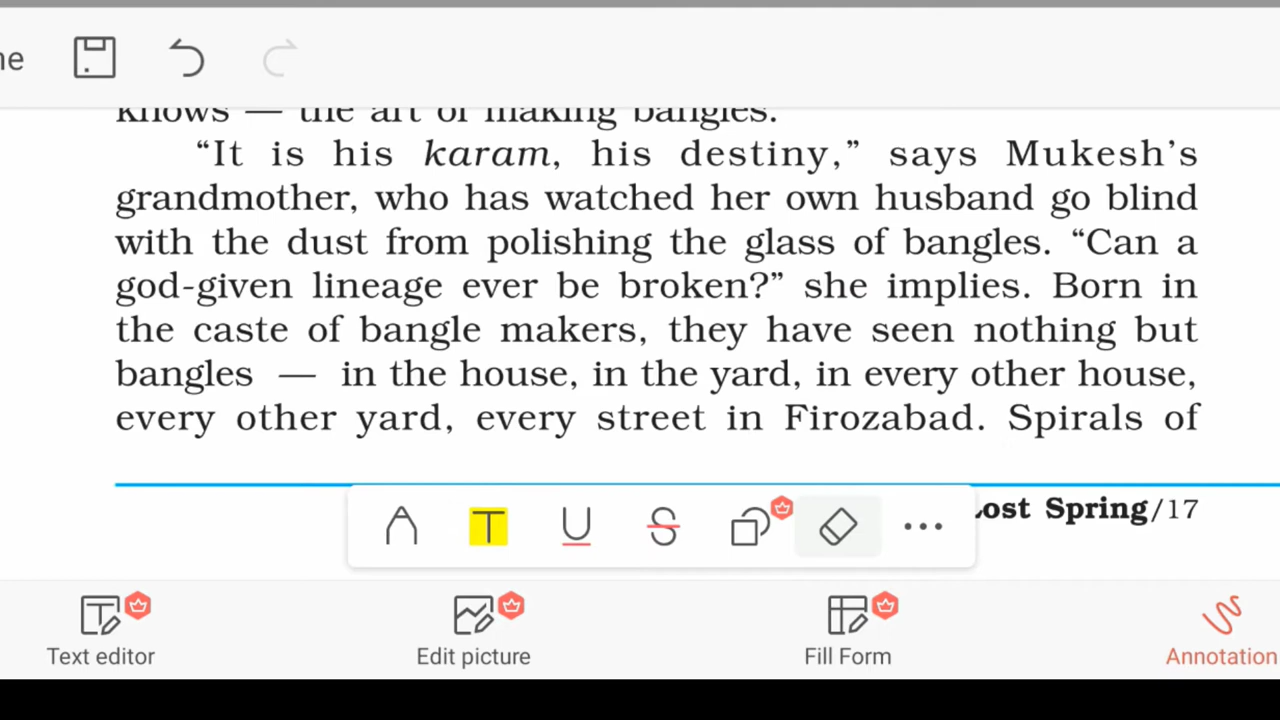 ne
knows — the art of making bangles.
“It is his karam, his destiny,” says Mukesh’s
grandmother, who has watched her own husband go blind
with the dust from polishing the glass of bangles. “Can a
god-given lineage ever be broken?” she implies. Born in
the caste of bangle makers, they have seen nothing but
bangles — in the house, in the yard, in every other house,
every other yard, every street in Firozabad. Spirals of
Lost Spring/17
T U S
Text editor Edit picture Fill Form Annotation